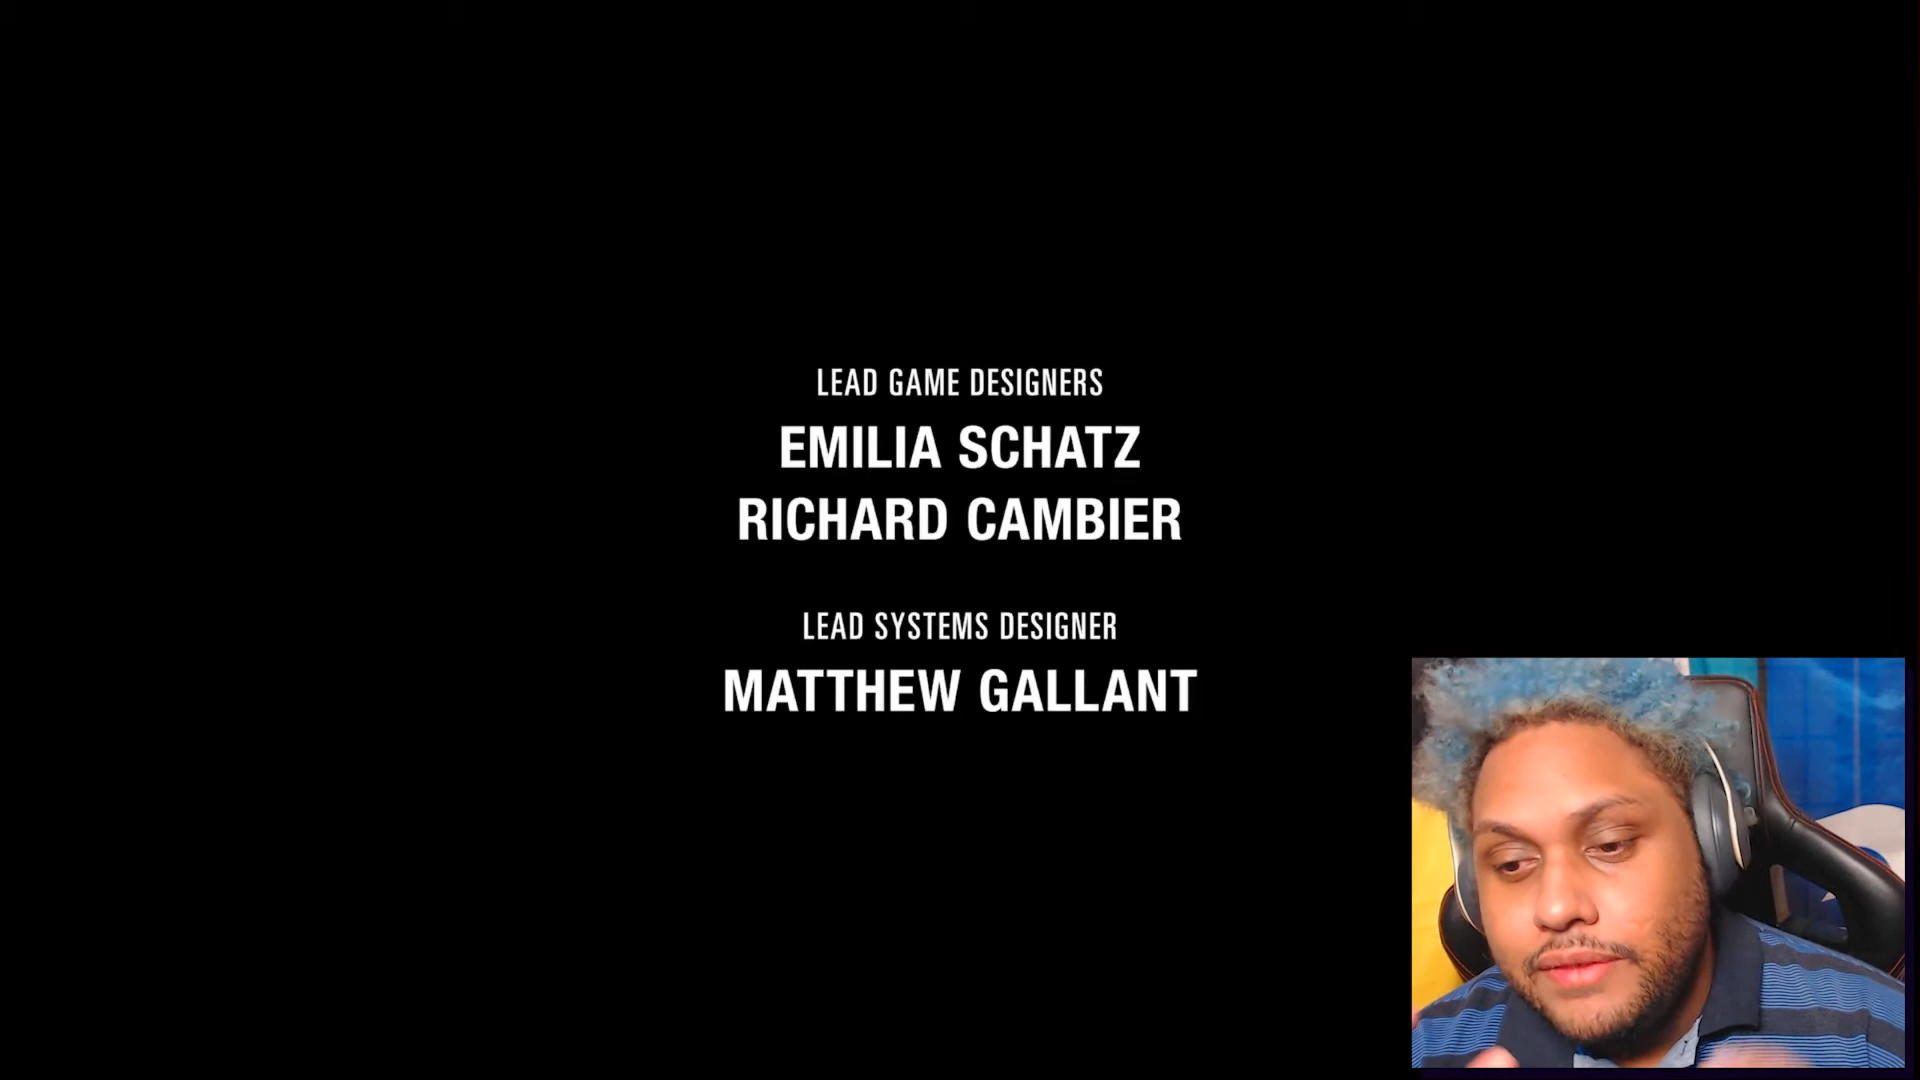 LEAD GAME DESIGNERS
EMILIA SCHATZ
RICHARD CAMBIER
LEAD SYSTEMS DESIGNER
MATTHEW GALLANT